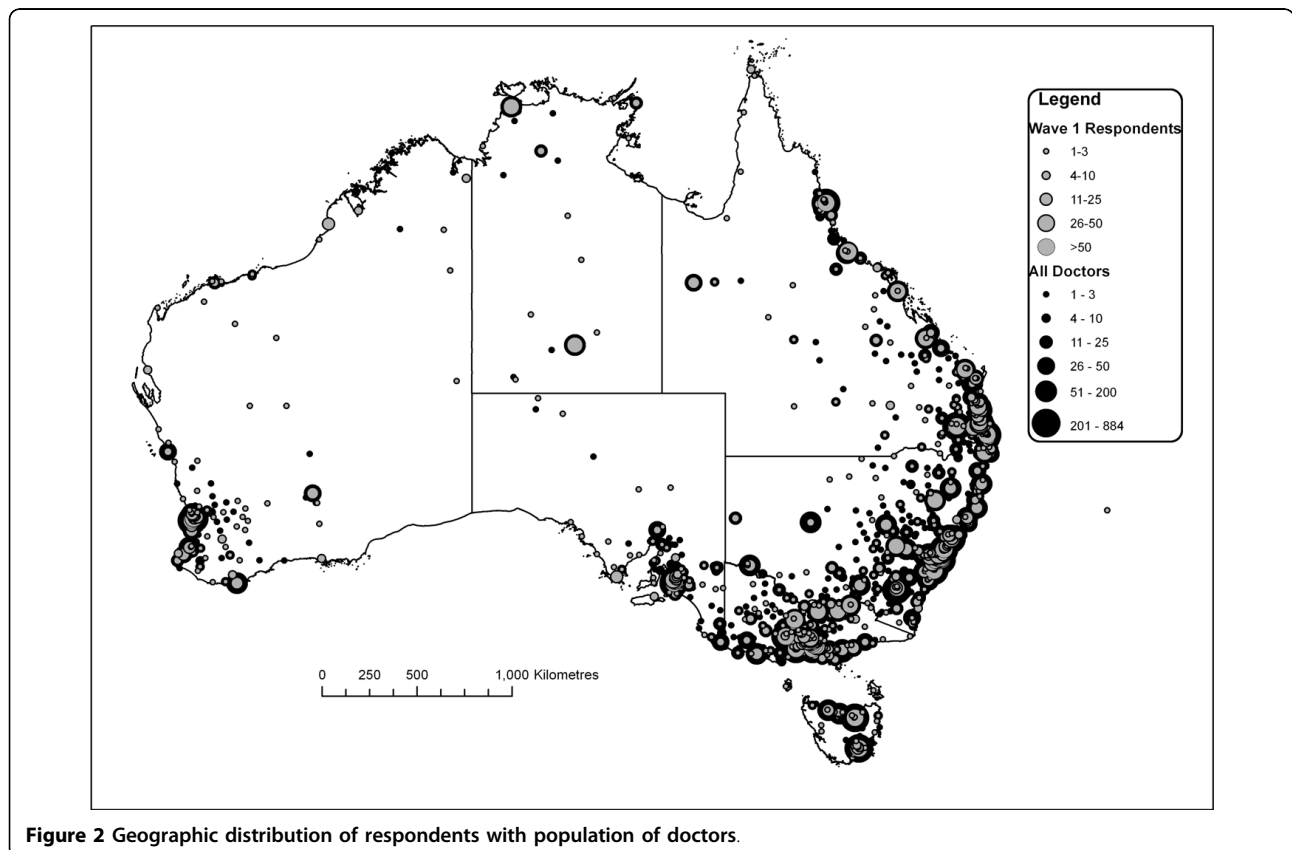 Legend
Wave 1 Respondents
1-3
4-10
11-25
26-50
>50
All Doctors
1 - 3
4 - 10
11 - 25
26 - 50
51 - 200
201 - 884
0 250 500 1,000 Kilometres
Figure 2 Geographic distribution of respondents with population of doctors.